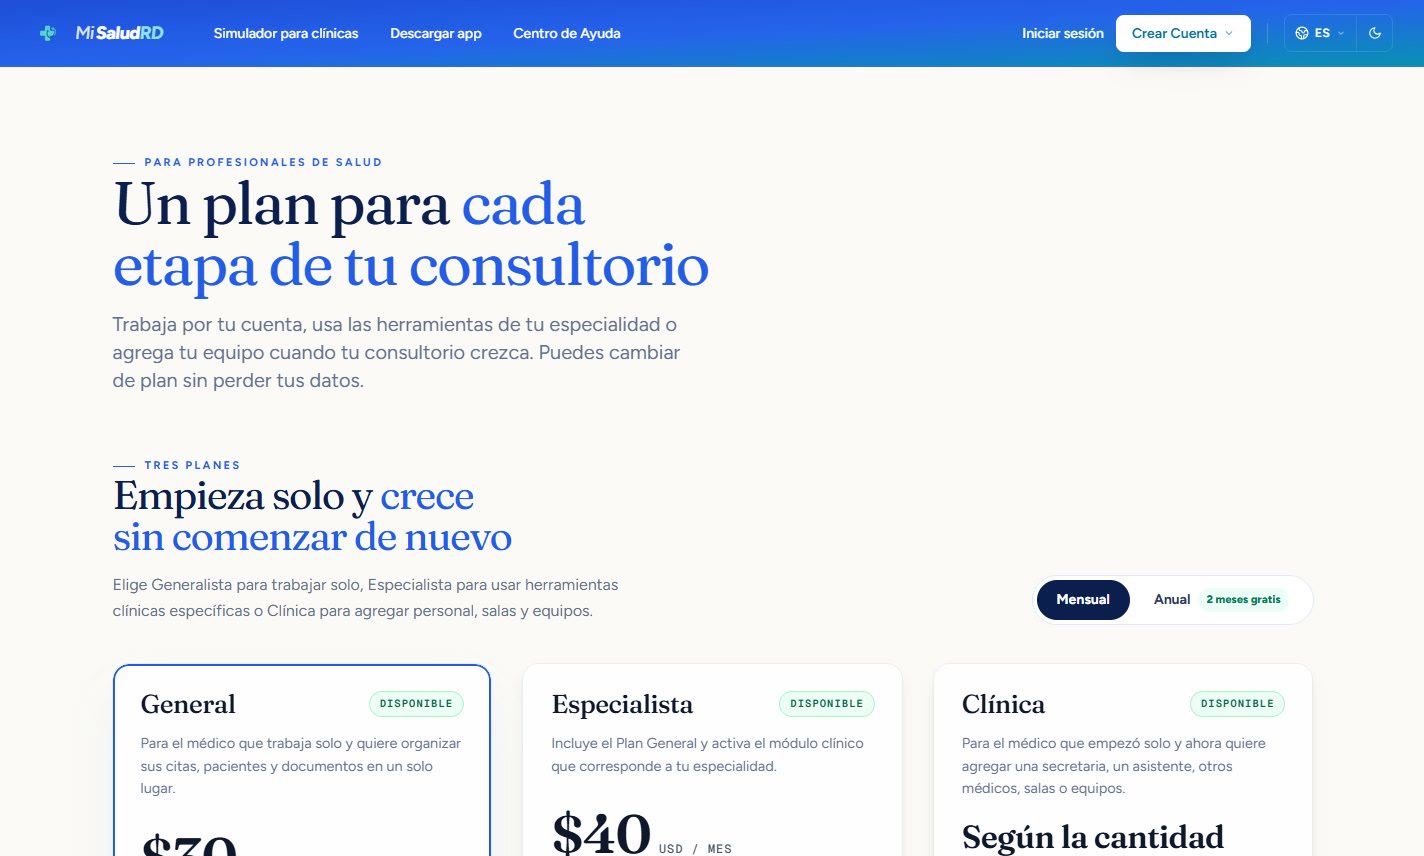 MiSaludRD
Simulador para clínicas
Descargar app
Centro de Ayuda
Iniciar sesión
Crear Cuenta
ES
PARA PROFESIONALES DE SALUD
Un plan para cada
etapa de tu consultorio
Trabaja por tu cuenta, usa las herramientas de tu especialidad o
agrega tu equipo cuando tu consultorio crezca. Puedes cambiar
de plan sin perder tus datos.
TRES PLANES
Empieza solo y crece
sin comenzar de nuevo
Elige Generalista para trabajar solo, Especialista para usar herramientas
clínicas específicas o Clínica para agregar personal, salas y equipos.
Mensual
Anual
2 meses gratis
General
DISPONIBLE
Para el médico que trabaja solo y quiere organizar
sus citas, pacientes y documentos en un solo
lugar.
$30
Especialista
DISPONIBLE
Incluye el Plan General y activa el módulo clínico
que corresponde a tu especialidad.
$40 USD / MES
Clínica
DISPONIBLE
Para el médico que empezó solo y ahora quiere
agregar una secretaria, un asistente, otros
médicos, salas o equipos.
Según la cantidad